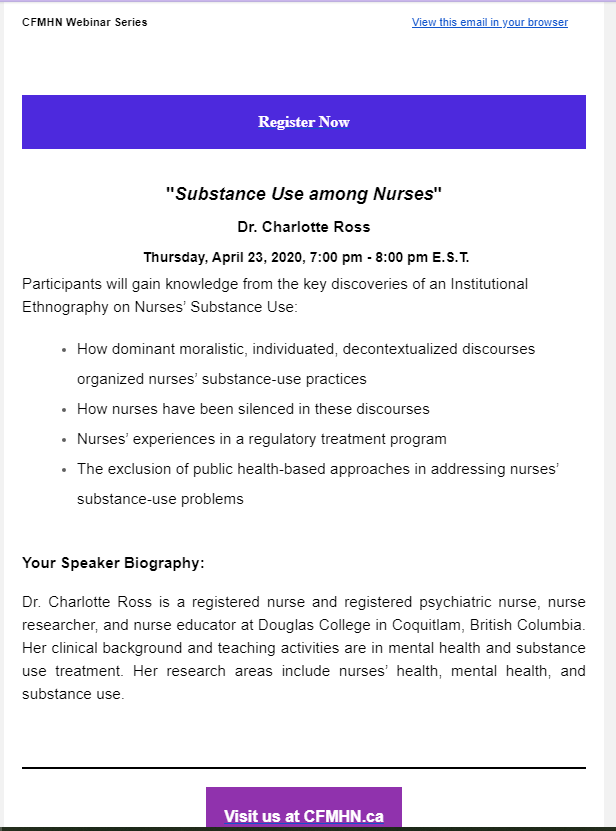 CFMHN Webinar Series
View this email in your browser
Register Now
"Substance Use among Nurses"
Dr. Charlotte Ross
Thursday, April 23, 2020, 7:00 pm - 8:00 pm E.S.T.
Participants will gain knowledge from the key discoveries of an Institutional
Ethnography on Nurses’ Substance Use:
• How dominant moralistic, individuated, decontextualized discourses
organized nurses’ substance-use practices
• How nurses have been silenced in these discourses
• Nurses’ experiences in a regulatory treatment program
• The exclusion of public health-based approaches in addressing nurses’
substance-use problems
Your Speaker Biography:
Dr. Charlotte Ross is a registered nurse and registered psychiatric nurse, nurse
researcher, and nurse educator at Douglas College in Coquitlam, British Columbia.
Her clinical background and teaching activities are in mental health and substance
use treatment. Her research areas include nurses’ health, mental health, and
substance use.
Visit us at CFMHN.ca